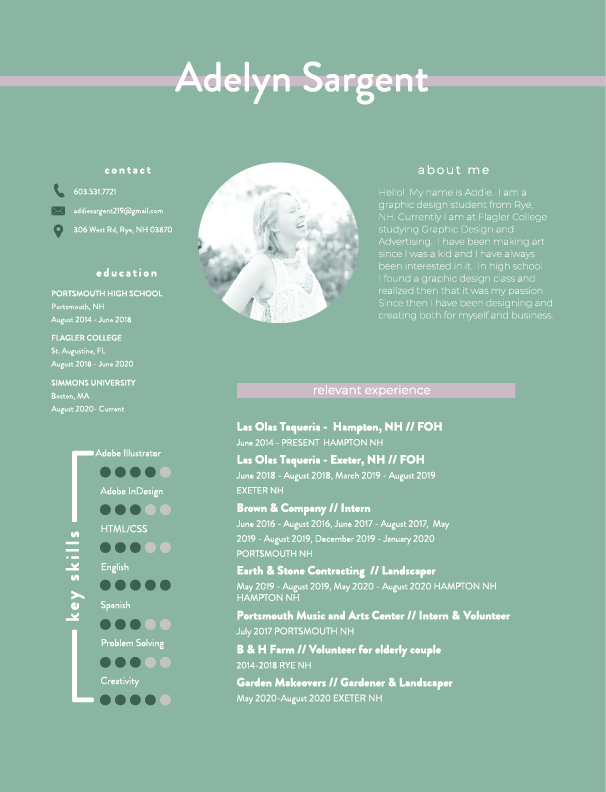 Adelyn Sargent
contact
603.531.7721
addiesargent219@gmail.com
306 West Rd, Rye, NH 03870
education
PORTSMOUTH HIGH SCHOOL
Portsmouth, NH
August 2014 - June 2018
FLAGLER COLLEGE
St. Augustine, FL
August 2018 - June 2020
SIMMONS UNIVERSITY
Boston, MA
August 2020- Current
about me
Hello! My name is Addie. I am a
graphic design student from Rye,
NH. Currently I am at Flagler College
studying Graphic Design and
Advertising. I have been making art
since I was a kid and I have always
been interested in it. In high school
I found a graphic design class and
realized then that it was my passion.
Since then I have been designing and
creating both for myself and business.
key skills
Adobe Illustrator
Adobe InDesign
HTML/CSS
English
Spanish
Problem Solving
Creativity
relevant experience
Las Olas Taqueria - Hampton, NH // FOH
June 2014 - PRESENT HAMPTON NH
Las Olas Taqueria - Exeter, NH // FOH
June 2018 - August 2018, March 2019 - August 2019
EXETER NH
Brown & Company // Intern
June 2016 - August 2016, June 2017 - August 2017, May
2019 - August 2019, December 2019 - January 2020
PORTSMOUTH NH
Earth & Stone Contracting // Landscaper
May 2019 - August 2019, May 2020 - August 2020 HAMPTON NH
HAMPTON NH
Portsmouth Music and Arts Center // Intern & Volunteer
July 2017 PORTSMOUTH NH
B & H Farm // Volunteer for elderly couple
2014-2018 RYE NH
Garden Makeovers // Gardener & Landscaper
May 2020-August 2020 EXETER NH